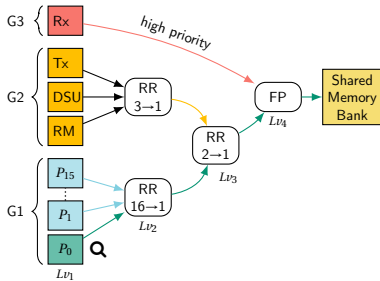 G3
Rx
high priority
G2
Tx
DSU
RM
RR
3→1
FP
Lv4
Shared
Memory
Bank
RR
2→1
Lv3
G1
P15
P1
P0
Lv1
RR
16→1
Lv2